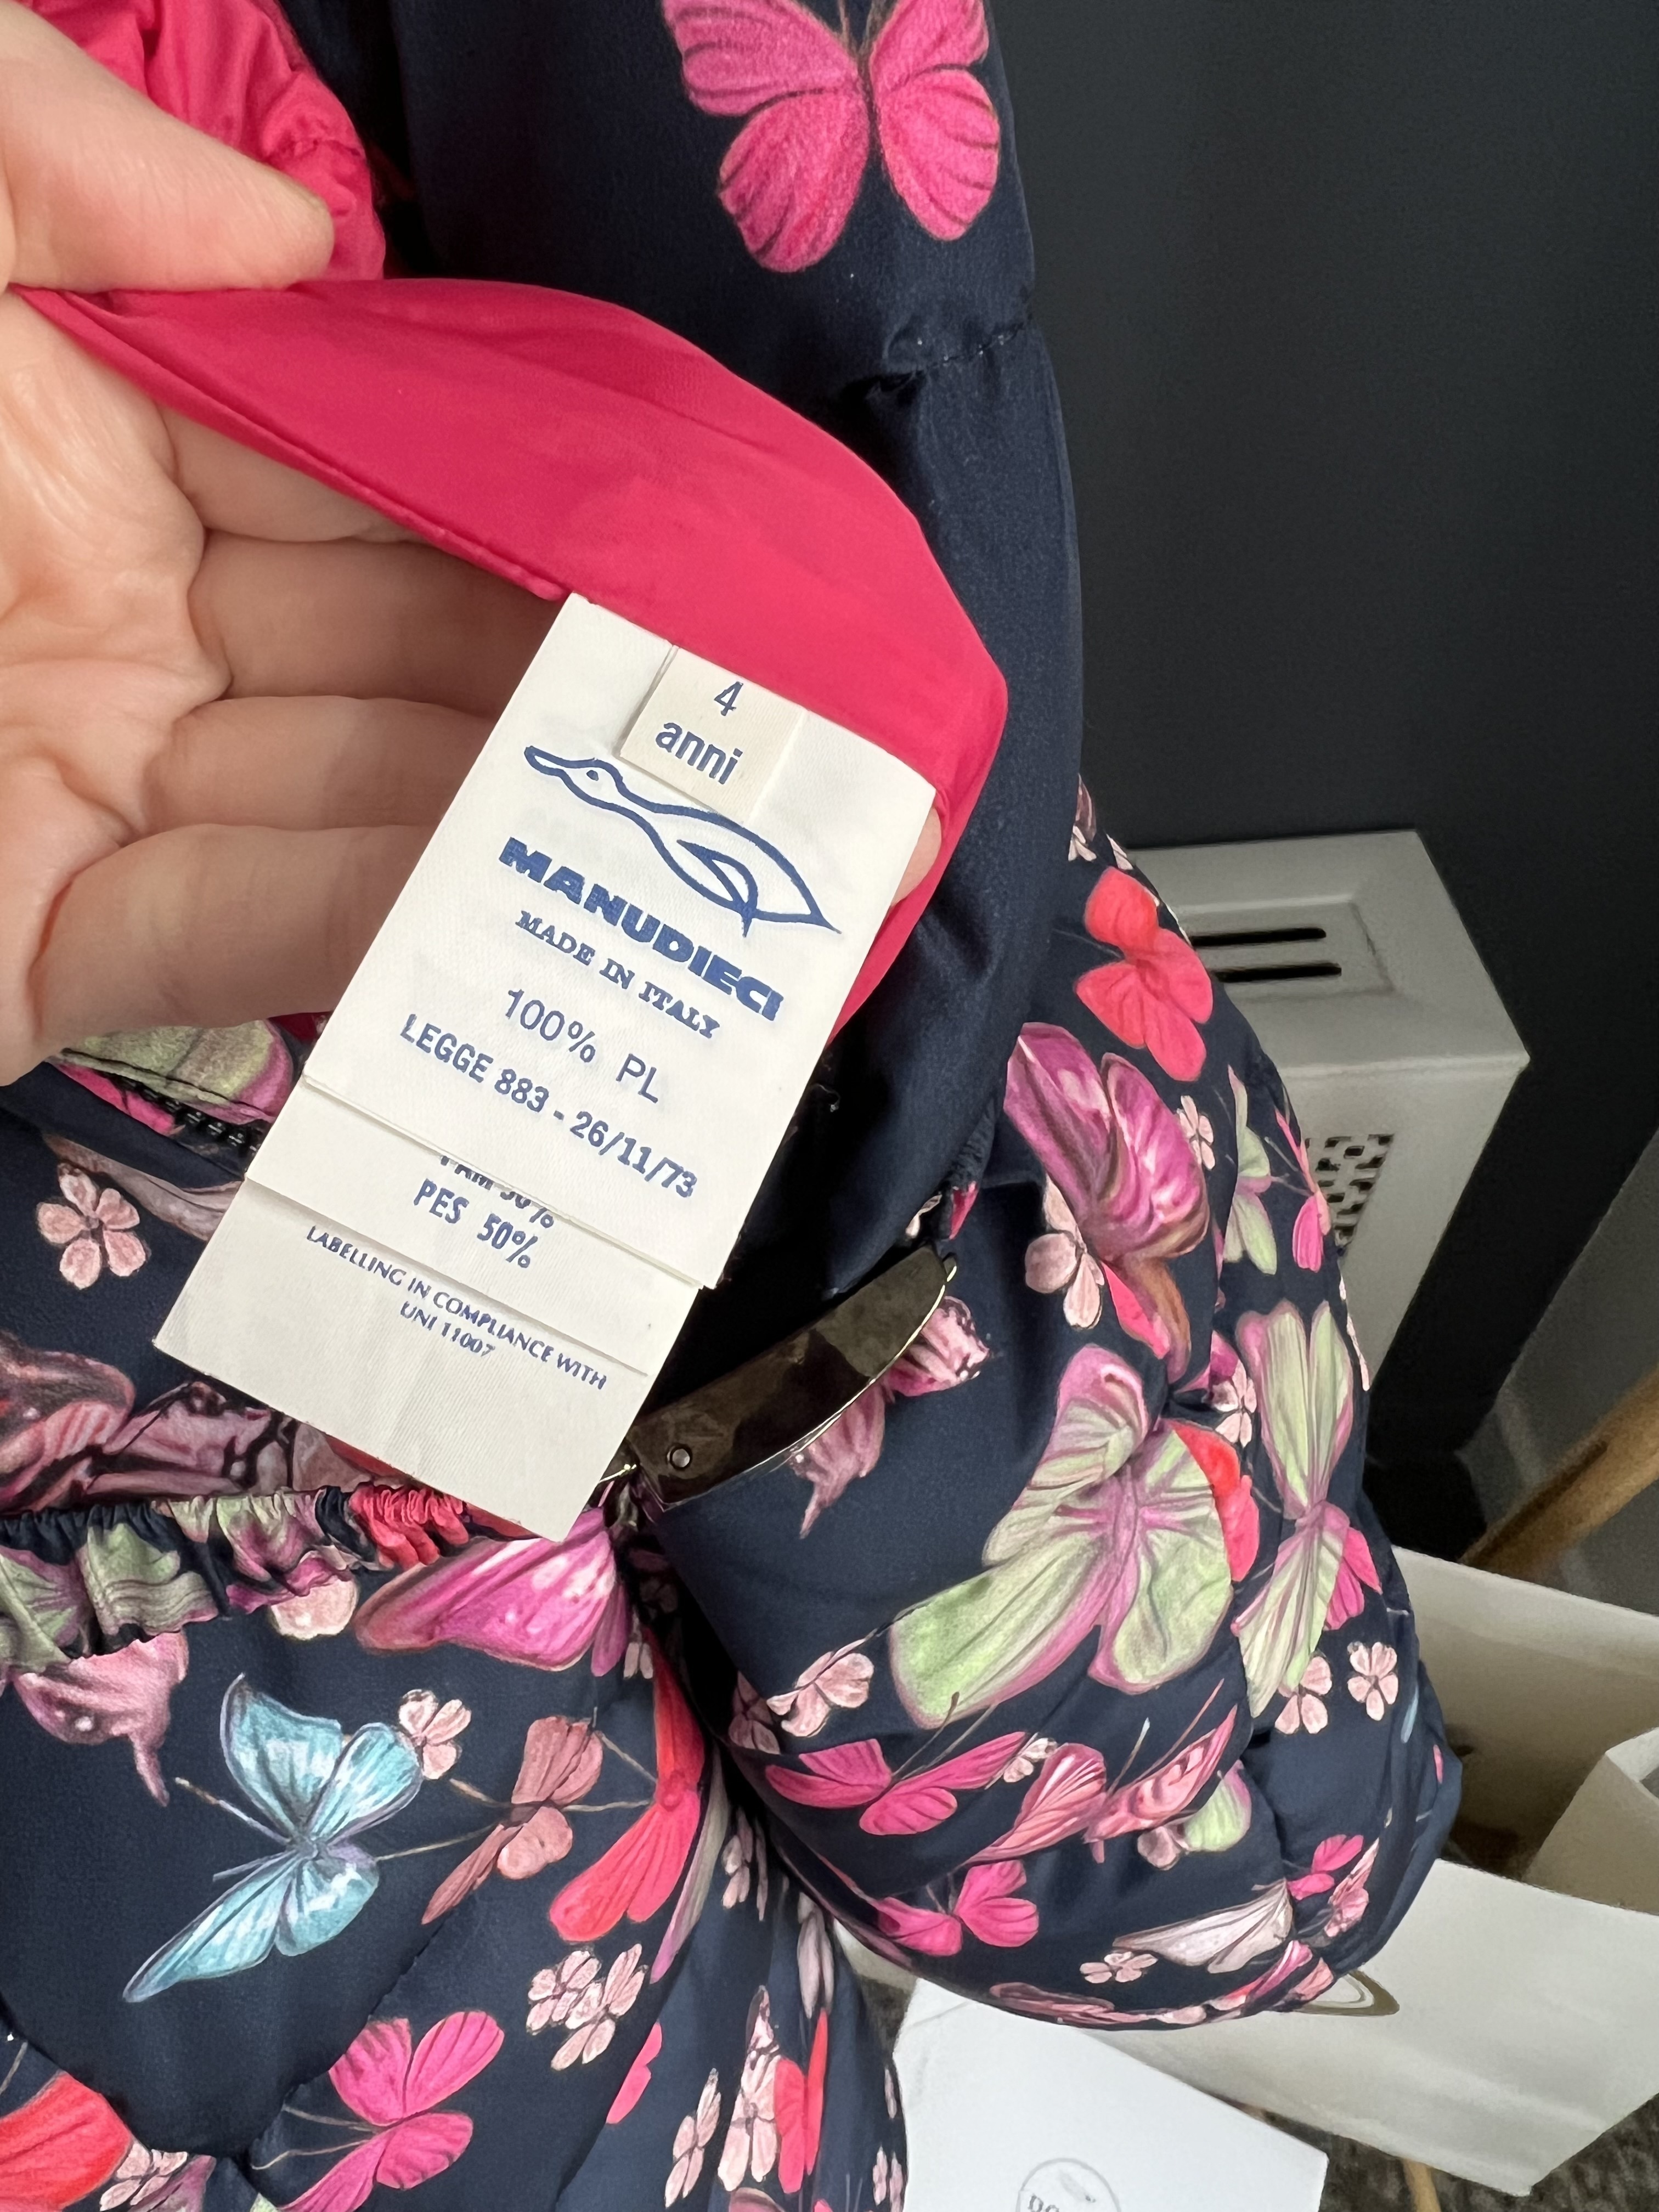 4
anni
MANUDIECI
MADE IN ITALY
100% PL
LEGGE 883 - 26/11/73
50%
PES 50%
LABELLING IN COMPLIANCE WITH
UNI 11007